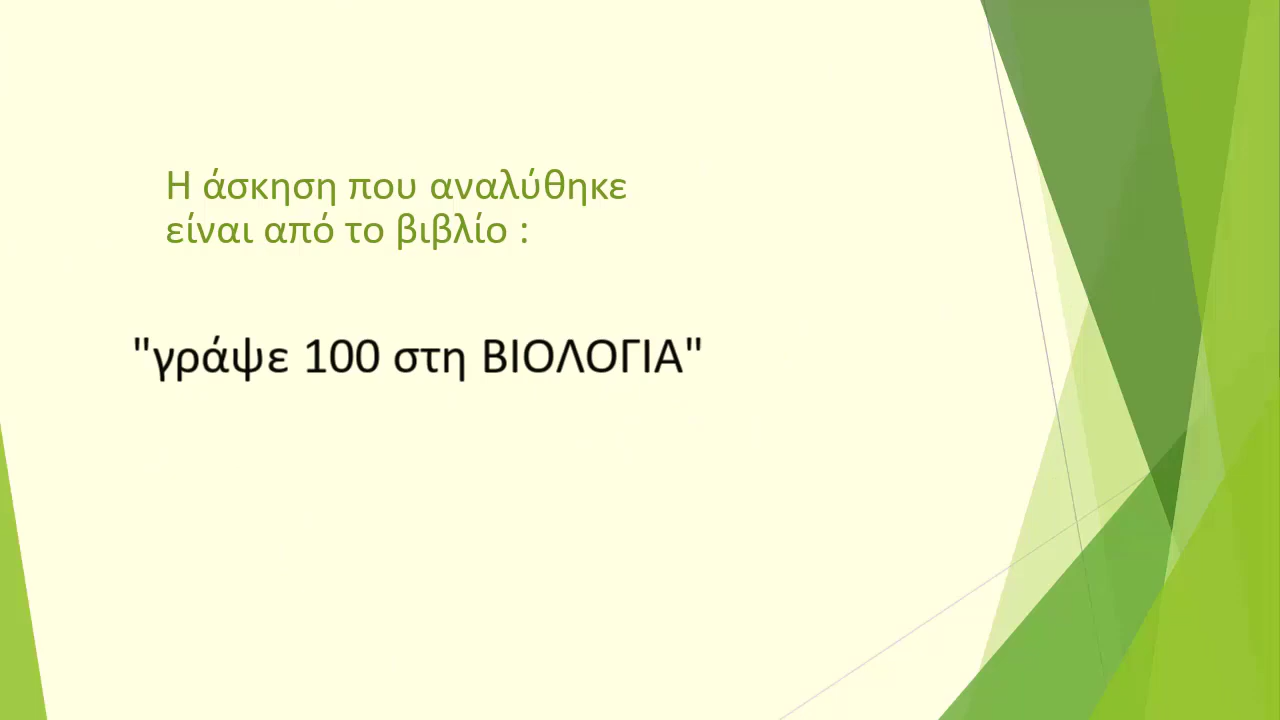 Η άσκηση που αναλύθηκε
είναι από το βιβλίο :
"γράψε 100 στη ΒΙΟΛΟΓΙΑ"